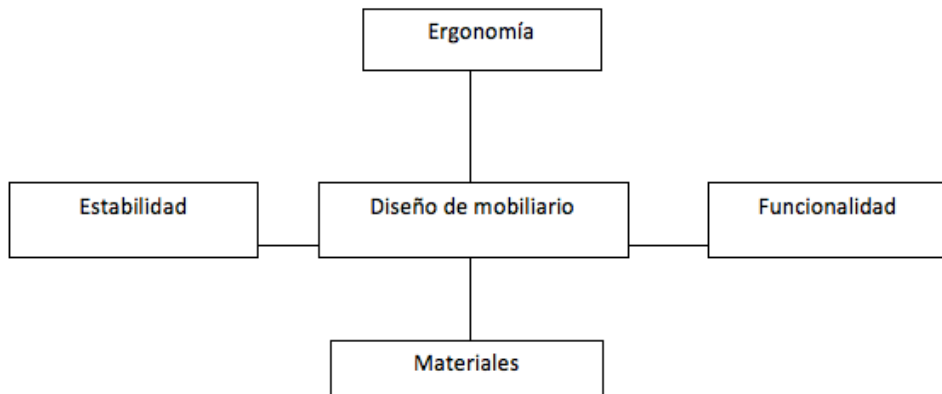 Ergonomía
Estabilidad
Diseño de mobiliario
Funcionalidad
Materiales